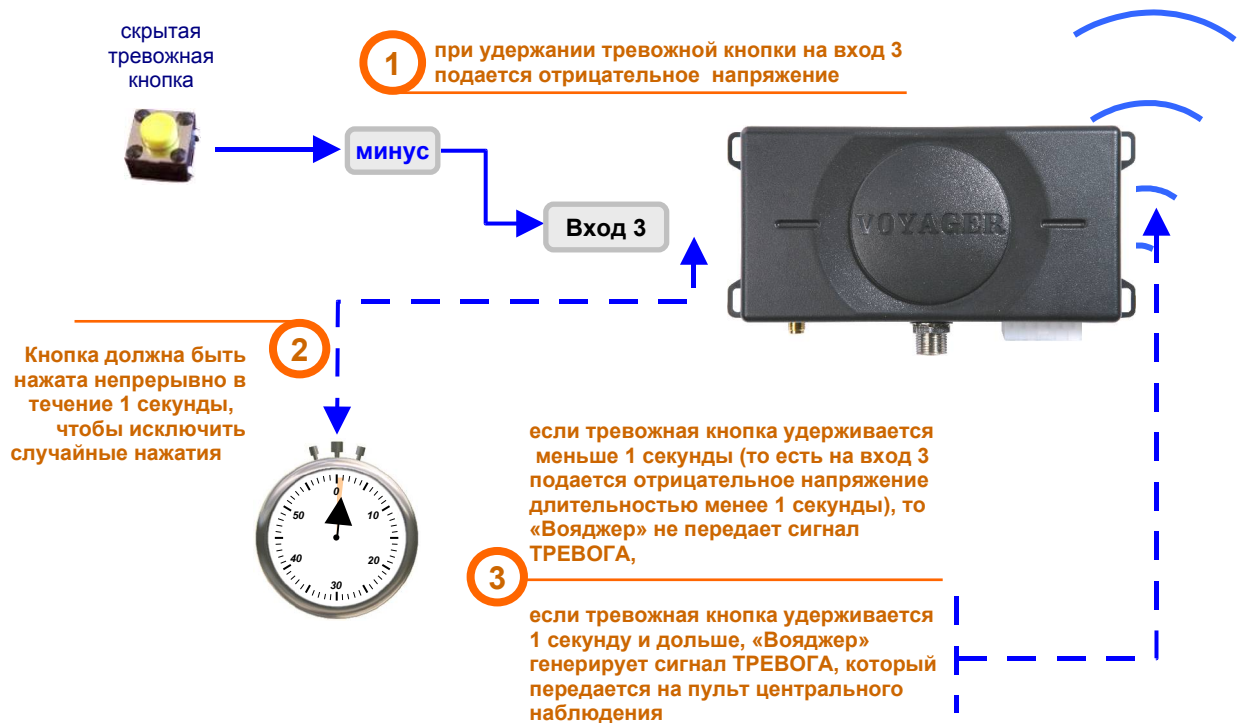 скрытая
тревожная
кнопка
1
при удержании тревожной кнопки на вход 3
подается отрицательное напряжение
минус
Вход 3
VOYAGER
2
Кнопка должна быть
нажата непрерывно в
течение 1 секунды,
чтобы исключить
случайные нажатия
0
10
20
30
40
50
3
если тревожная кнопка удерживается
меньше 1 секунды (то есть на вход 3
подается отрицательное напряжение
длительностью менее 1 секунды), то
«Вояджер» не передает сигнал
ТРЕВОГА,
если тревожная кнопка удерживается
1 секунду и дольше, «Вояджер»
генерирует сигнал ТРЕВОГА, который
передается на пульт центрального
наблюдения